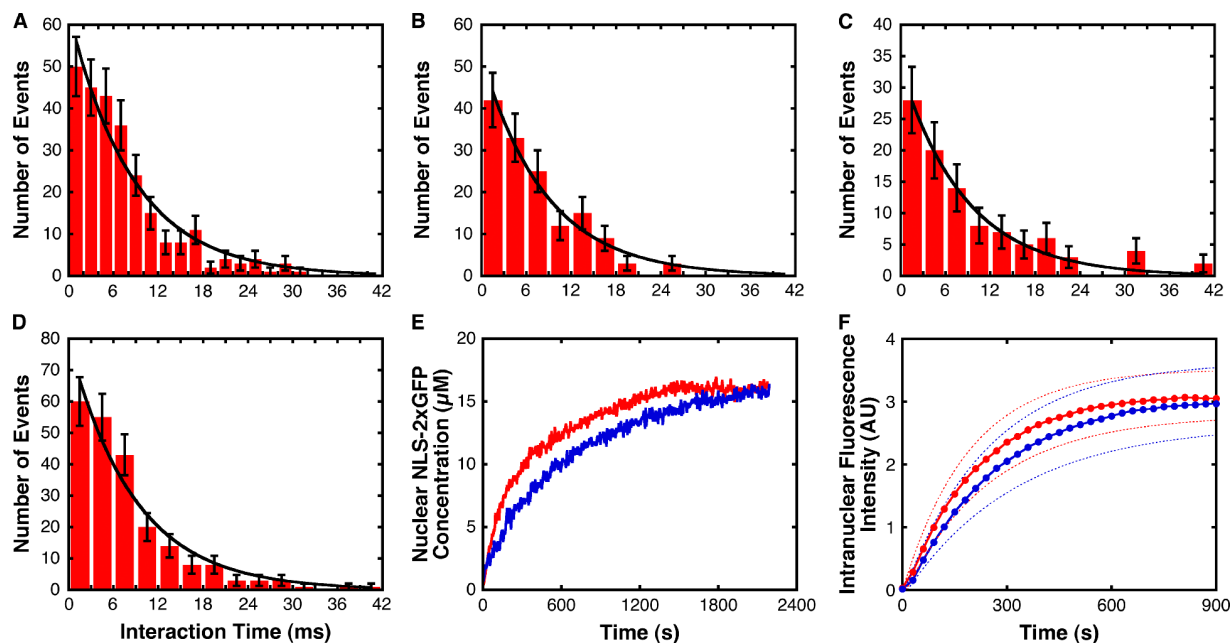 A
Number of Events
60
50
40
30
20
10
0
0 6 12 18 24 30 36 42
B
Number of Events
60
50
40
30
20
10
0
0 6 12 18 24 30 36 42
C
Number of Events
40
35
30
25
20
15
10
5
0
0 6 12 18 24 30 36 42
D
Number of Events
80
70
60
50
40
30
20
10
0
0 6 12 18 24 30 36 42
Interaction Time (ms)
E
Nuclear NLS-2xGFP
Concentration (µM)
20
15
10
5
0
0 600 1200 1800 2400
Time (s)
F
Intranuclear Fluorescence
Intensity (AU)
4
3
2
1
0
0 300 600 900
Time (s)